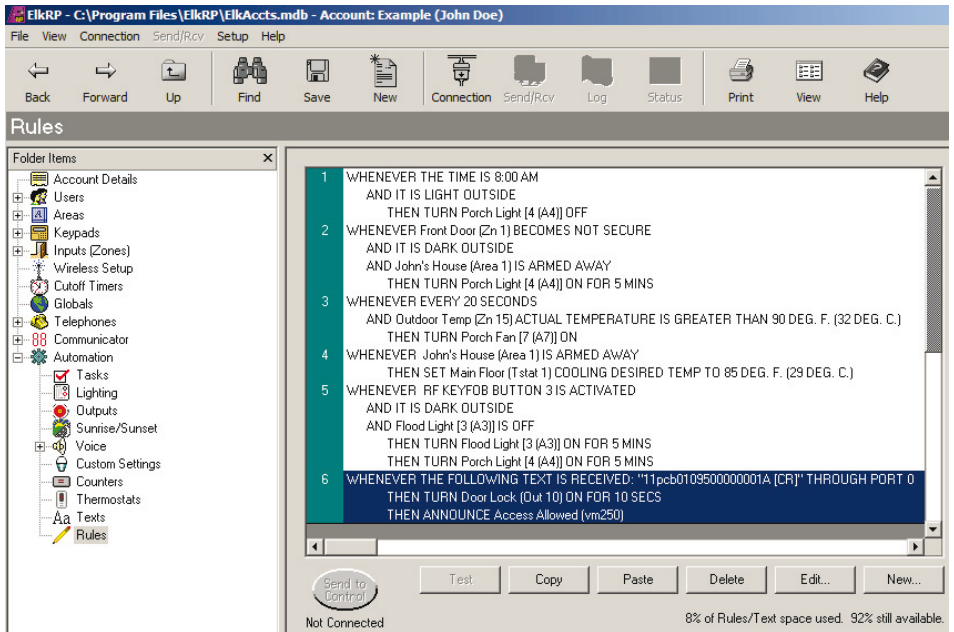 ElkRP - C:\Program Files\ElkRP\ElkAccts.mdb - Account: Example (John Doe)
File View Connection Send/Rcv Setup Help
Back Forward Up Find Save New Connection Send/Rcv Log Status Print View Help
Rules
Folder Items
Account Details
Users
Areas
Keypads
Inputs (Zones)
Wireless Setup
Cutoff Timers
Globals
Telephones
88 Communicator
Automation
Tasks
Lighting
Outputs
Sunrise/Sunset
Voice
Custom Settings
Counters
Thermostats
Aa Texts
Rules
1 WHENEVER THE TIME IS 8:00 AM
AND IT IS LIGHT OUTSIDE
THEN TURN Porch Light [4 (A4)] OFF
2 WHENEVER Front Door (Zn 1) BECOMES NOT SECURE
AND IT IS DARK OUTSIDE
AND John's House (Area 1) IS ARMED AWAY
THEN TURN Porch Light [4 (A4)] ON FOR 5 MINS
3 WHENEVER EVERY 20 SECONDS
AND Outdoor Temp (Zn 15) ACTUAL TEMPERATURE IS GREATER THAN 90 DEG. F. (32 DEG. C.)
THEN TURN Porch Fan [7 (A7)] ON
4 WHENEVER John's House (Area 1) IS ARMED AWAY
THEN SET Main Floor (Tstat 1) COOLING DESIRED TEMP TO 85 DEG. F. (29 DEG. C.)
5 WHENEVER RF KEYFOB BUTTON 3 IS ACTIVATED
AND IT IS DARK OUTSIDE
AND Flood Light [3 (A3)] IS OFF
THEN TURN Flood Light [3 (A3)] ON FOR 5 MINS
THEN TURN Porch Light [4 (A4)] ON FOR 5 MINS
6 WHENEVER THE FOLLOWING TEXT IS RECEIVED: "11pcb0109500000001A [CR]" THROUGH PORT 0
THEN TURN Door Lock (Out 10) ON FOR 10 SECS
THEN ANNOUNCE Access Allowed (vm250)
Send to
Control
Test Copy Paste Delete Edit... New...
Not Connected
8% of Rules/Text space used. 92% still available.